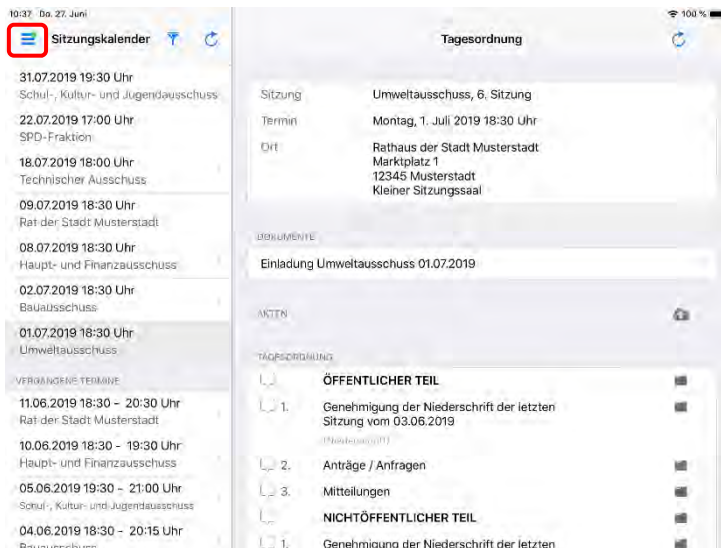 10:37 Do. 27. Juni
100 %
Sitzungskalender
31.07.2019 19:30 Uhr
Schul-, Kultur- und Jugendausschuss
22.07.2019 17:00 Uhr
SPD-Fraktion
18.07.2019 18:00 Uhr
Technischer Ausschuss
09.07.2019 18:30 Uhr
Rat der Stadt Musterstadt
08.07.2019 18:30 Uhr
Haupt- und Finanzausschuss
02.07.2019 18:30 Uhr
Bauausschuss
01.07.2019 18:30 Uhr
Umweltausschuss
VERGANGENE TERMINE
11.06.2019 18:30 - 20:30 Uhr
Rat der Stadt Musterstadt
10.06.2019 18:30 - 19:30 Uhr
Haupt- und Finanzausschuss
05.06.2019 19:30 - 21:00 Uhr
Schul-, Kultur- und Jugendausschuss
04.06.2019 18:30 - 20:15 Uhr
Bauausschuss
Tagesordnung
Sitzung Umweltausschuss, 6. Sitzung
Termin Montag, 1. Juli 2019 18:30 Uhr
Ort Rathaus der Stadt Musterstadt
Marktplatz 1
12345 Musterstadt
Kleiner Sitzungssaal
DOKUMENTE
Einladung Umweltausschuss 01.07.2019
AKTEN
TAGESORDNUNG
ÖFFENTLICHER TEIL
1. Genehmigung der Niederschrift der letzten
Sitzung vom 03.06.2019
2. Anträge / Anfragen
3. Mitteilungen
NICHTÖFFENTLICHER TEIL
1. Genehmigung der Niederschrift der letzten